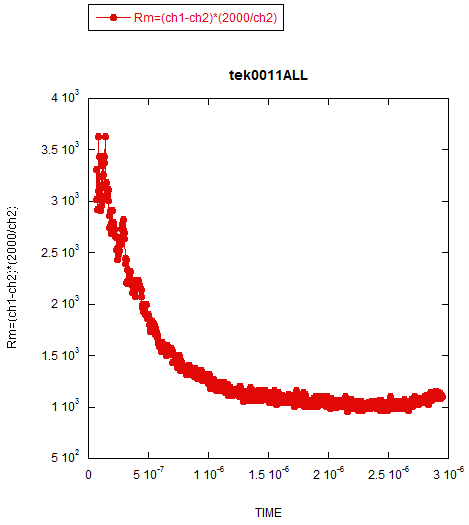 Rm=(ch1-ch2)*(2000/ch2)
tek0011ALL
4 10³
3.5 10³
3 10³
2.5 10³
2 10³
1.5 10³
1 10³
5 10²
Rm=(ch1-ch2)*(2000/ch2)
0 5 10⁻⁷ 1 10⁻⁶ 1.5 10⁻⁶ 2 10⁻⁶ 2.5 10⁻⁶ 3 10⁻⁶
TIME